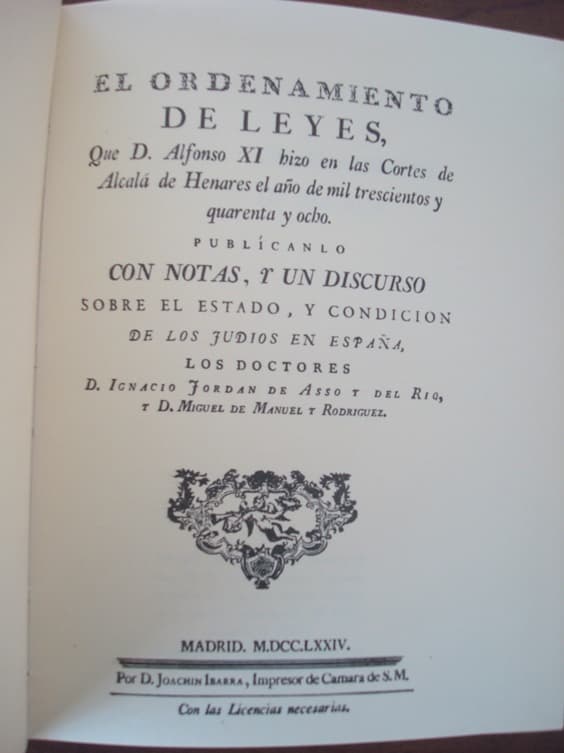 EL ORDENAMIENTO
DE LEYES,
Que D. Alfonso XI hizo en las Cortes de
Alcalá de Henares el año de mil trescientos y
quarenta y ocho.
PUBLÍCANLO
CON NOTAS, Y UN DISCURSO
SOBRE EL ESTADO, Y CONDICION
DE LOS JUDIOS EN ESPAÑA,
LOS DOCTORES
D. IGNACIO JORDAN DE ASSO Y DEL RIO,
Y D. MIGUEL DE MANUEL Y RODRIGUEZ.
MADRID. M.DCC.LXXIV.
Por D. JOACHIN IBARRA, Impresor de Camara de S. M.
Con las Licencias necesarias.